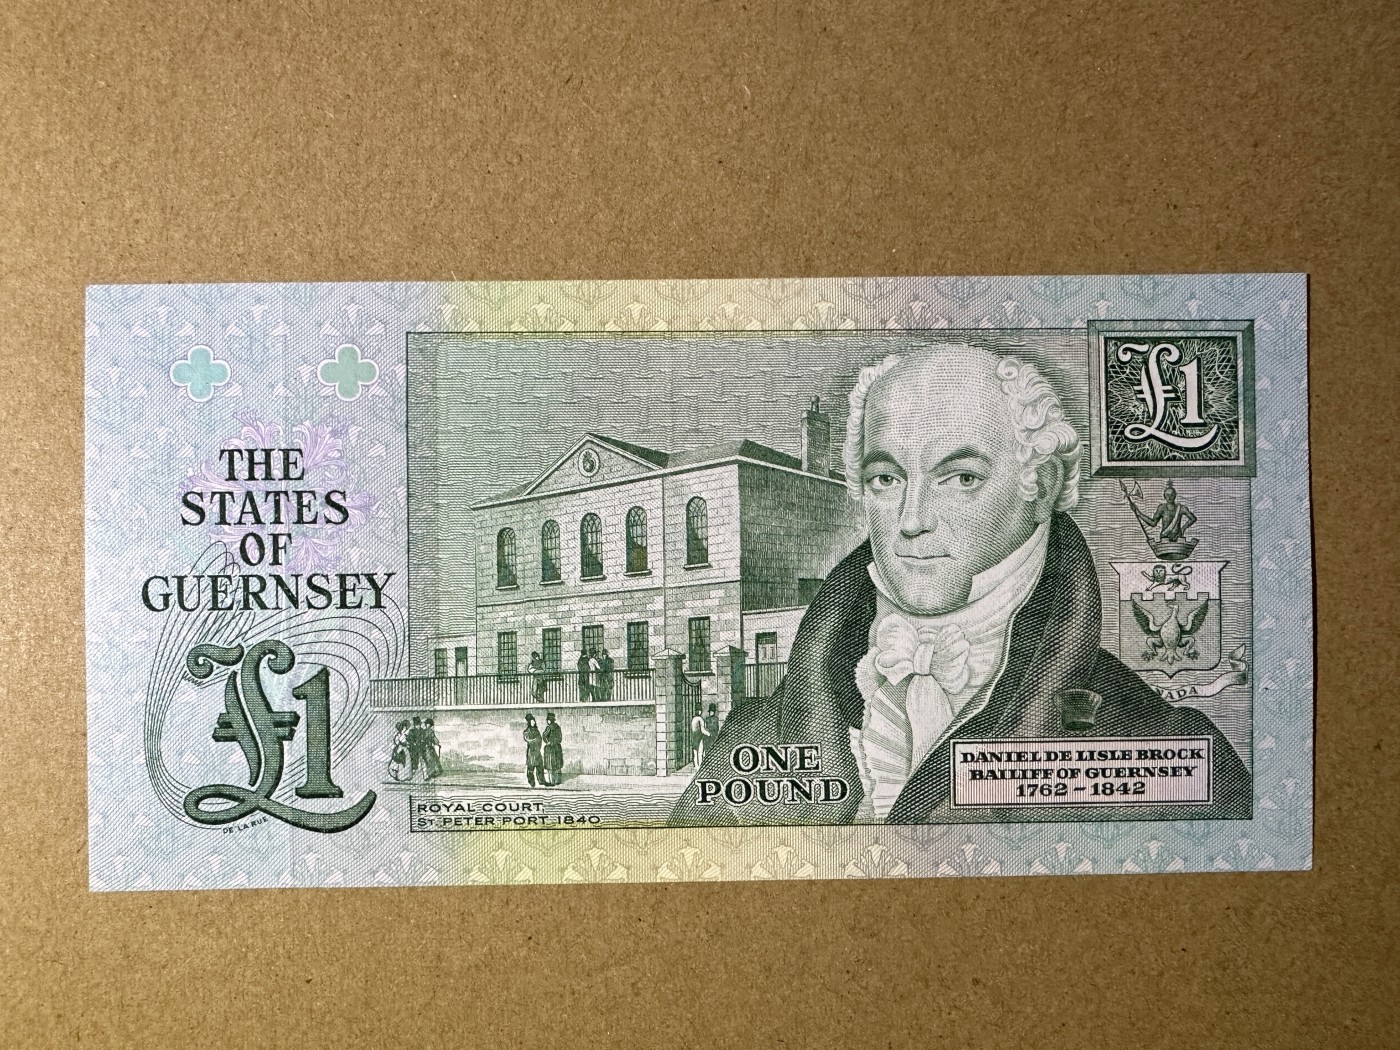 THE
STATES
OF
GUERNSEY
£1
DE LA RUE
ROYAL COURT,
ST. PETER PORT 1840
ONE
POUND
£1
DANIEL DE LISLE BROCK
BAILIFF OF GUERNSEY
1762 – 1842